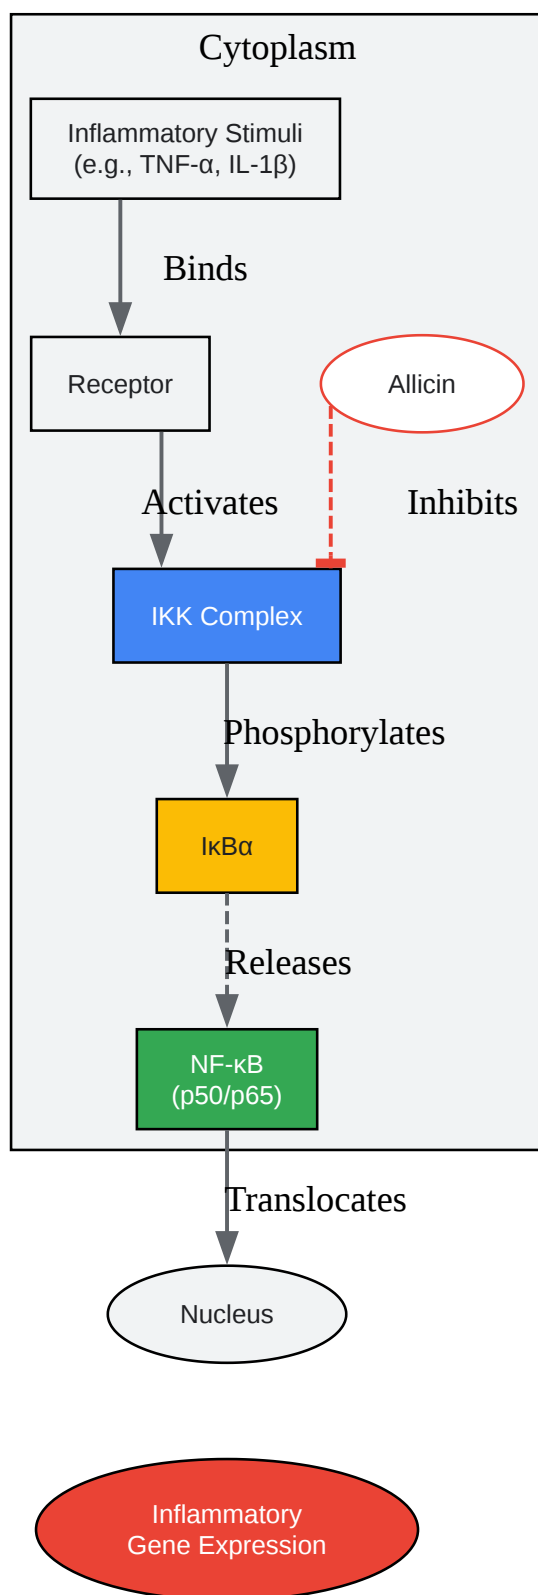 Cytoplasm
Inflammatory Stimuli
(e.g., TNF-α, IL-1β)
Binds
Receptor
Allicin
Activates
Inhibits
IKK Complex
Phosphorylates
IκBα
Releases
NF-κB
(p50/p65)
Translocates
Nucleus
Inflammatory
Gene Expression